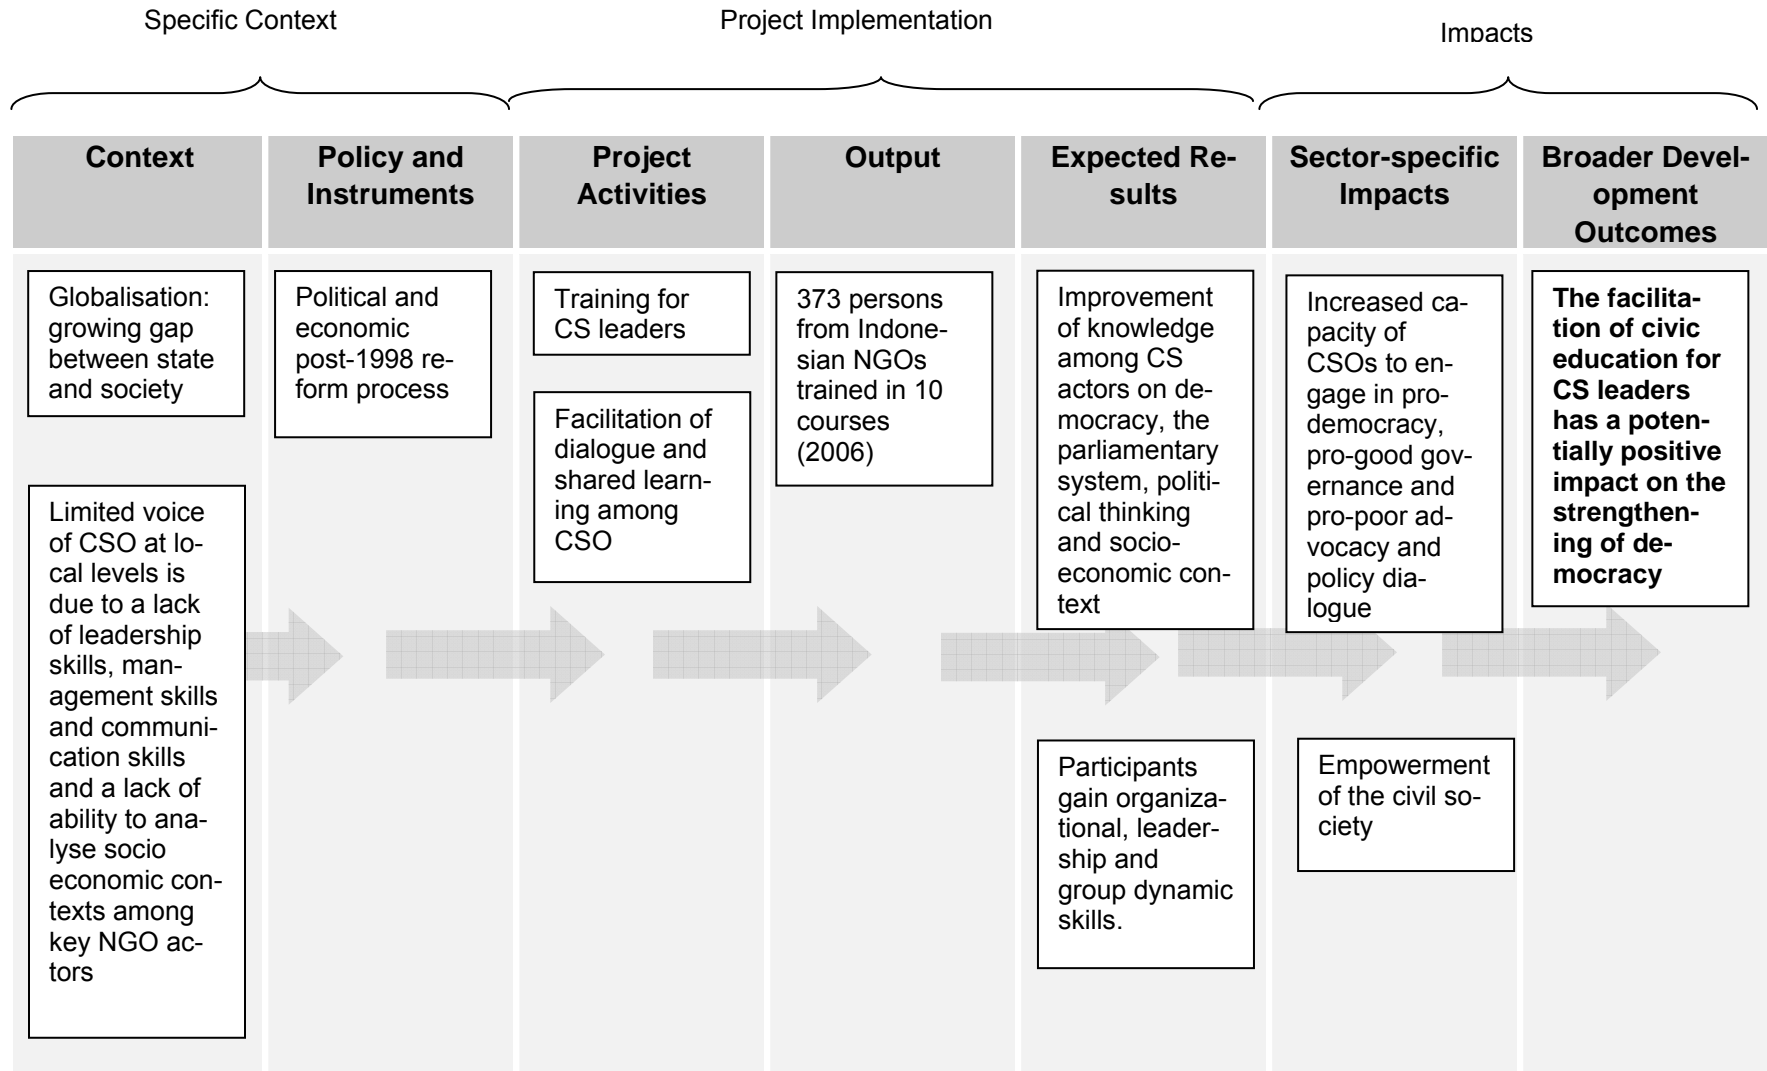 Specific Context
Project Implementation
Impacts
Context
Policy and
Instruments
Project
Activities
Output
Expected Re-
sults
Sector-specific
Impacts
Broader Devel-
opment
Outcomes
Globalisation:
growing gap
between state
and society
Limited voice
of CSO at lo-
cal levels is
due to a lack
of leadership
skills, man-
agement skills
and communi-
cation skills
and a lack of
ability to ana-
lyse socio
economic con-
texts among
key NGO ac-
tors
Political and
economic
post-1998 re-
form process
Training for
CS leaders
Facilitation of
dialogue and
shared learn-
ing among
CSO
373 persons
from Indone-
sian NGOs
trained in 10
courses
(2006)
Improvement
of knowledge
among CS
actors on de-
mocracy, the
parliamentary
system, politi-
cal thinking
and socio-
economic con-
text
Participants
gain organiza-
tional, leader-
ship and
group dynamic
skills.
Increased ca-
pacity of
CSOs to en-
gage in pro-
democracy,
pro-good gov-
ernance and
pro-poor ad-
vocacy and
policy dia-
logue
Empowerment
of the civil so-
ciety
The facilita-
tion of civic
education for
CS leaders
has a poten-
tially positive
impact on the
strengthen-
ing of de-
mocracy